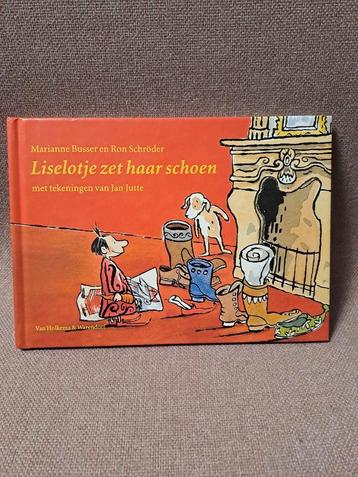 Marianne Busser en Ron Schröder
Liselotje zet haar schoen
met tekeningen van Jan Jutte
Van Holkema & Warendorf